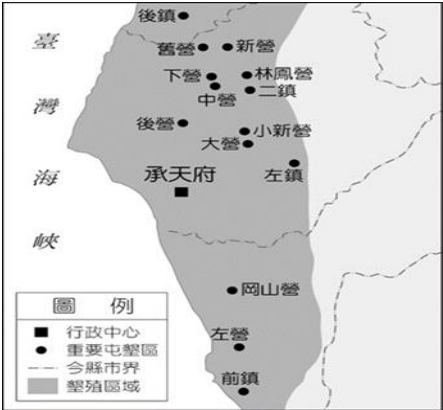 臺灣海峽
後鎮
舊營
新營
下營
林鳳營
中營
二鎮
後營
小新營
大營
左鎮
承天府
岡山營
左營
前鎮
圖例
行政中心
重要屯墾區
今縣市界
墾殖區域